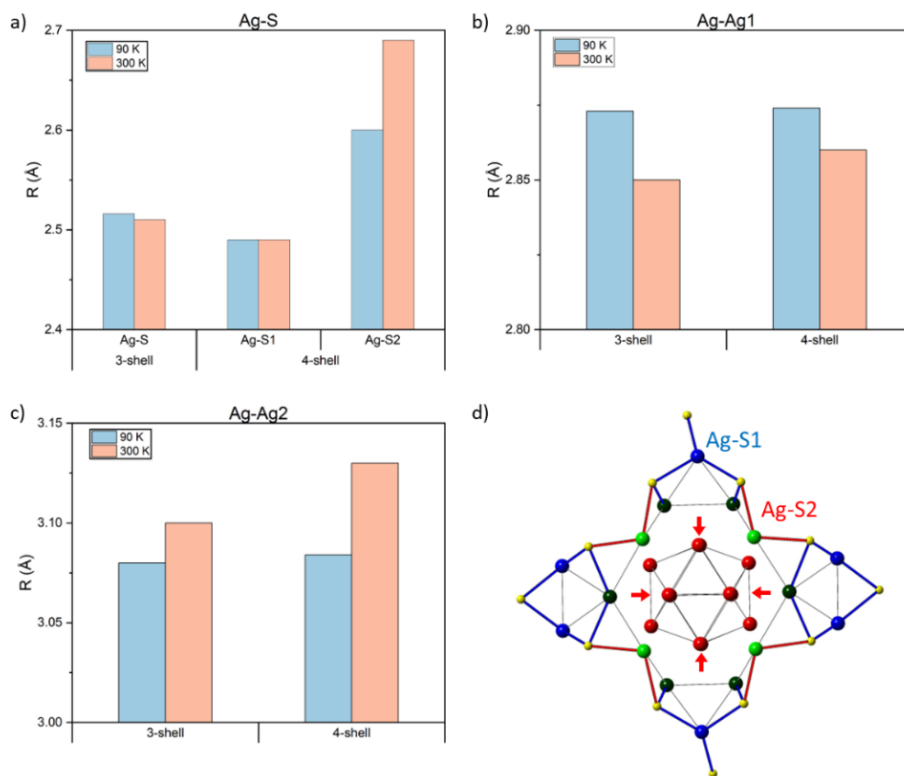 a)
Ag-S
90 K
300 K
R (Å)
2.7
2.6
2.5
2.4
Ag-S Ag-S1 Ag-S2
3-shell 4-shell
b)
Ag-Ag1
90 K
300 K
R (Å)
2.90
2.85
2.80
3-shell 4-shell
c)
Ag-Ag2
90 K
300 K
R (Å)
3.15
3.10
3.05
3.00
3-shell 4-shell
d)
Ag-S1
Ag-S2